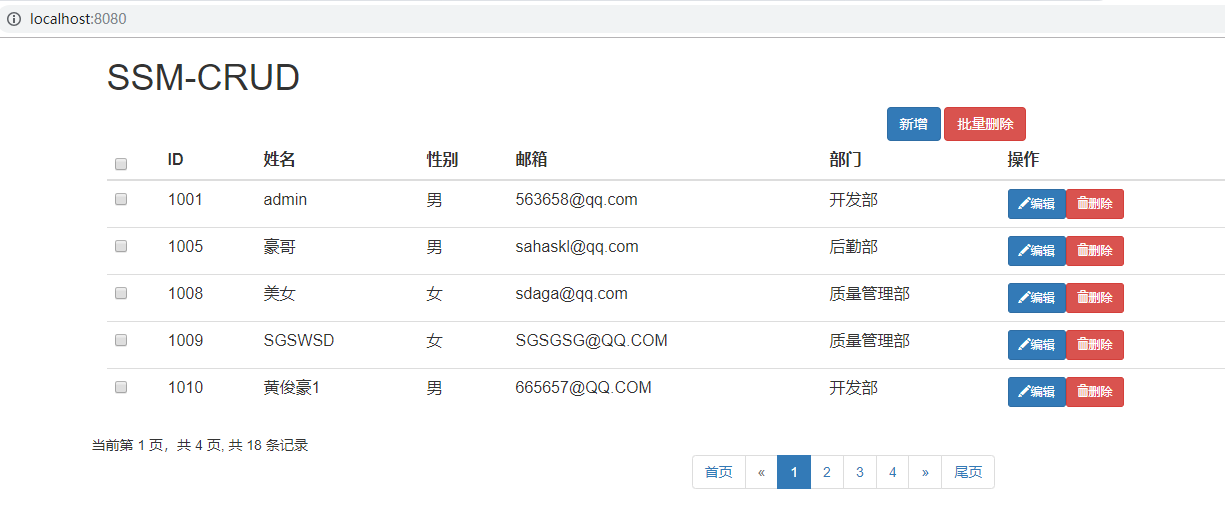 localhost:8080
SSM-CRUD
新增 批量删除
ID 姓名 性别 邮箱 部门 操作
1001 admin 男 563658@qq.com 开发部 编辑 删除
1005 豪哥 男 sahaskl@qq.com 后勤部 编辑 删除
1008 美女 女 sdaga@qq.com 质量管理部 编辑 删除
1009 SGSWSD 女 SGSGSG@QQ.COM 质量管理部 编辑 删除
1010 黄俊豪1 男 665657@QQ.COM 开发部 编辑 删除
当前第 1 页，共 4 页, 共 18 条记录
首页 « 1 2 3 4 » 尾页